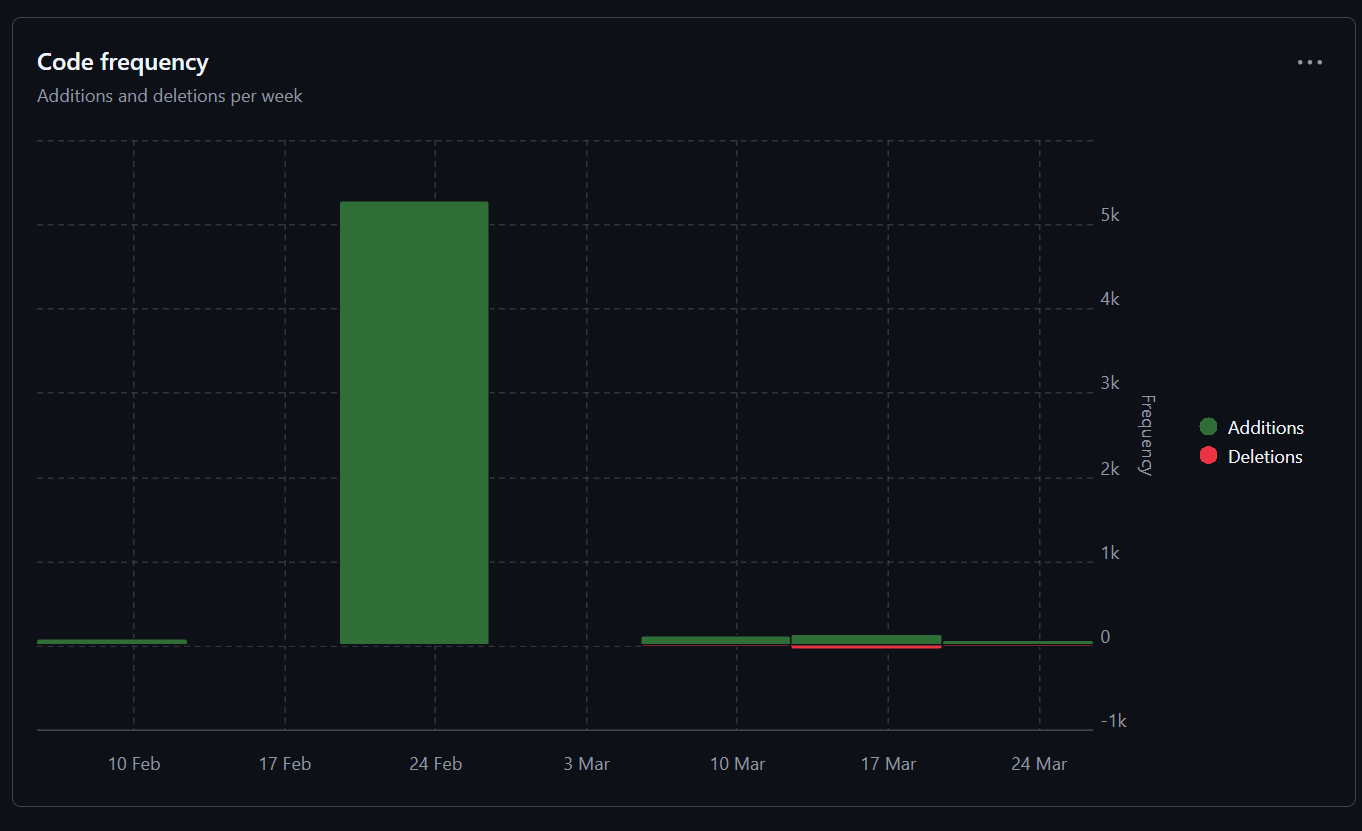 Code frequency
Additions and deletions per week
5k
4k
3k
2k
1k
0
-1k
Frequency
Additions
Deletions
10 Feb
17 Feb
24 Feb
3 Mar
10 Mar
17 Mar
24 Mar